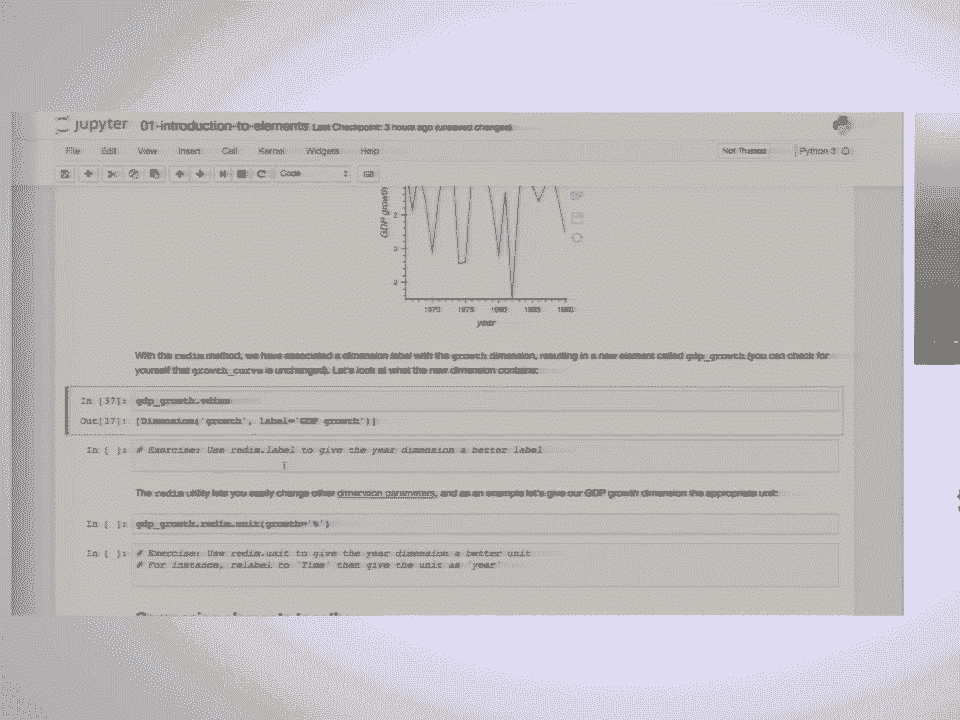 jupyter 01-introduction-to-elements Last Checkpoint: 3 hours ago (unsaved changes)
File Edit View Insert Cell Kernel Widgets Help Not Trusted Python 3
Code
GDP growth
2
0
-2
1970 1975 1980 1985 1990
year
With the redim method, we have associated a dimension label with the growth dimension, resulting in a new element called gdp_growth (you can check for
yourself that growth_curve is unchanged). Let's look at what the new dimension contains:
In [37]: gdp_growth.vdims
Out[37]: [Dimension('growth', label='GDP growth')]
In [ ]: # Exercise: Use redim.label to give the year dimension a better label
The redim utility lets you easily change other dimension parameters, and as an example let's give our GDP growth dimension the appropriate unit:
In [ ]: gdp_growth.redim.unit(growth='%')
In [ ]: # Exercise: Use redim.unit to give the year dimension a better unit
# For instance, relabel to 'Time' then give the unit as 'year'